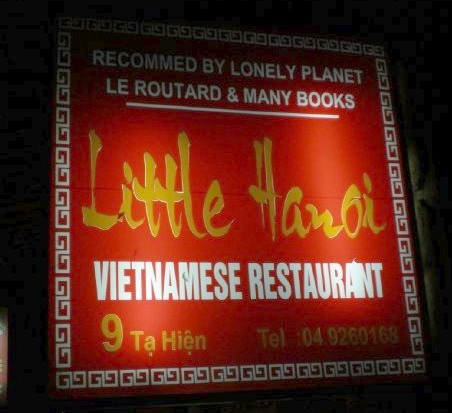 RECOMMED BY LONELY PLANET
LE ROUTARD & MANY BOOKS
Little Hanoi
VIETNAMESE RESTAURANT
9 Tạ Hiện Tel :04.9260168